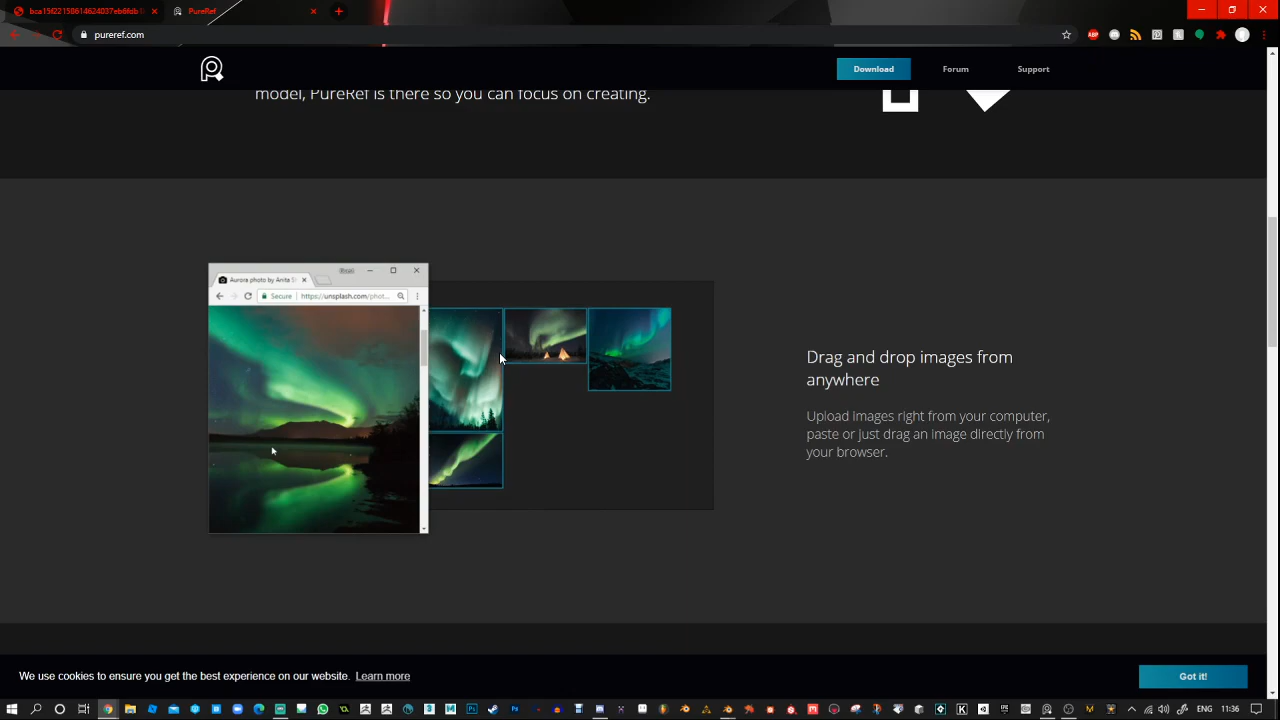 PureRef
pureref.com
Download
Forum
Support
model, PureRef is there so you can focus on creating.
Aurora photo by Anita S
Secure
https://unsplash.com/phot...
Drag and drop images from
anywhere
Upload images right from your computer,
paste or just drag an image directly from
your browser.
We use cookies to ensure you get the best experience on our website. Learn more
Got it!
ENG
11:36